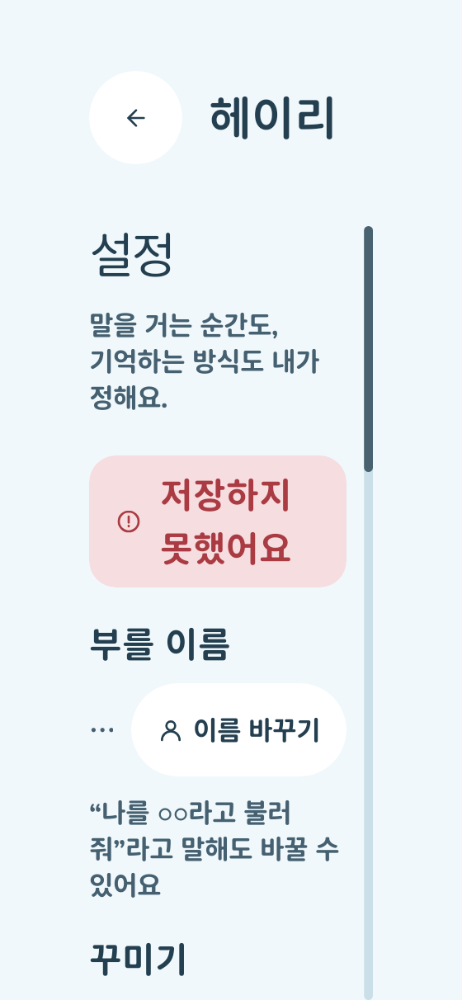 헤이리
설정
말을 거는 순간도,
기억하는 방식도 내가
정해요.
저장하지
못했어요
부를 이름
... 이름 바꾸기
“나를 ○○라고 불러
줘”라고 말해도 바꿀 수
있어요
꾸미기